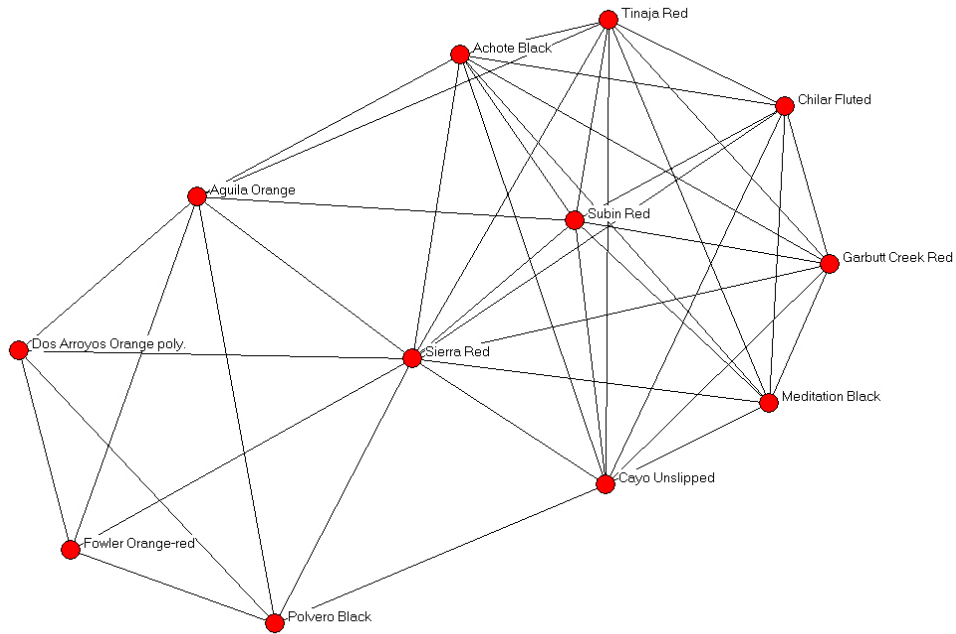 Tinaja Red
Achote Black
Chilar Fluted
Aguila Orange
Subin Red
Garbutt Creek Red
Dos Arroyos Orange poly.
Sierra Red
Meditation Black
Cayo Unslipped
Fowler Orange-red
Polvero Black